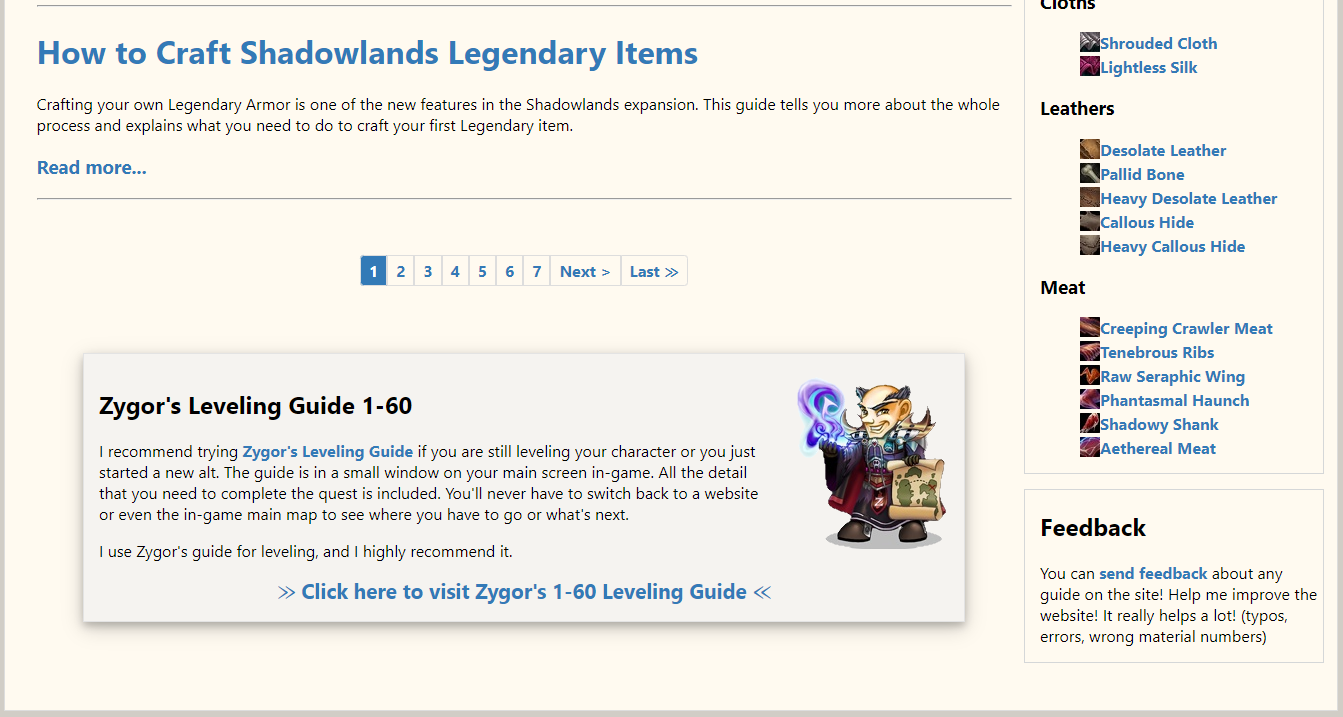 How to Craft Shadowlands Legendary Items
Crafting your own Legendary Armor is one of the new features in the Shadowlands expansion. This guide tells you more about the whole
process and explains what you need to do to craft your first Legendary item.
Read more...
1 2 3 4 5 6 7 Next > Last ≫
Zygor's Leveling Guide 1-60
I recommend trying Zygor's Leveling Guide if you are still leveling your character or you just
started a new alt. The guide is in a small window on your main screen in-game. All the detail
that you need to complete the quest is included. You'll never have to switch back to a website
or even the in-game main map to see where you have to go or what's next.
I use Zygor's guide for leveling, and I highly recommend it.
≫ Click here to visit Zygor's 1-60 Leveling Guide ≪
Z
Cloths
Shrouded Cloth
Lightless Silk
Leathers
Desolate Leather
Pallid Bone
Heavy Desolate Leather
Callous Hide
Heavy Callous Hide
Meat
Creeping Crawler Meat
Tenebrous Ribs
Raw Seraphic Wing
Phantasmal Haunch
Shadowy Shank
Aethereal Meat
Feedback
You can send feedback about any
guide on the site! Help me improve the
website! It really helps a lot! (typos,
errors, wrong material numbers)